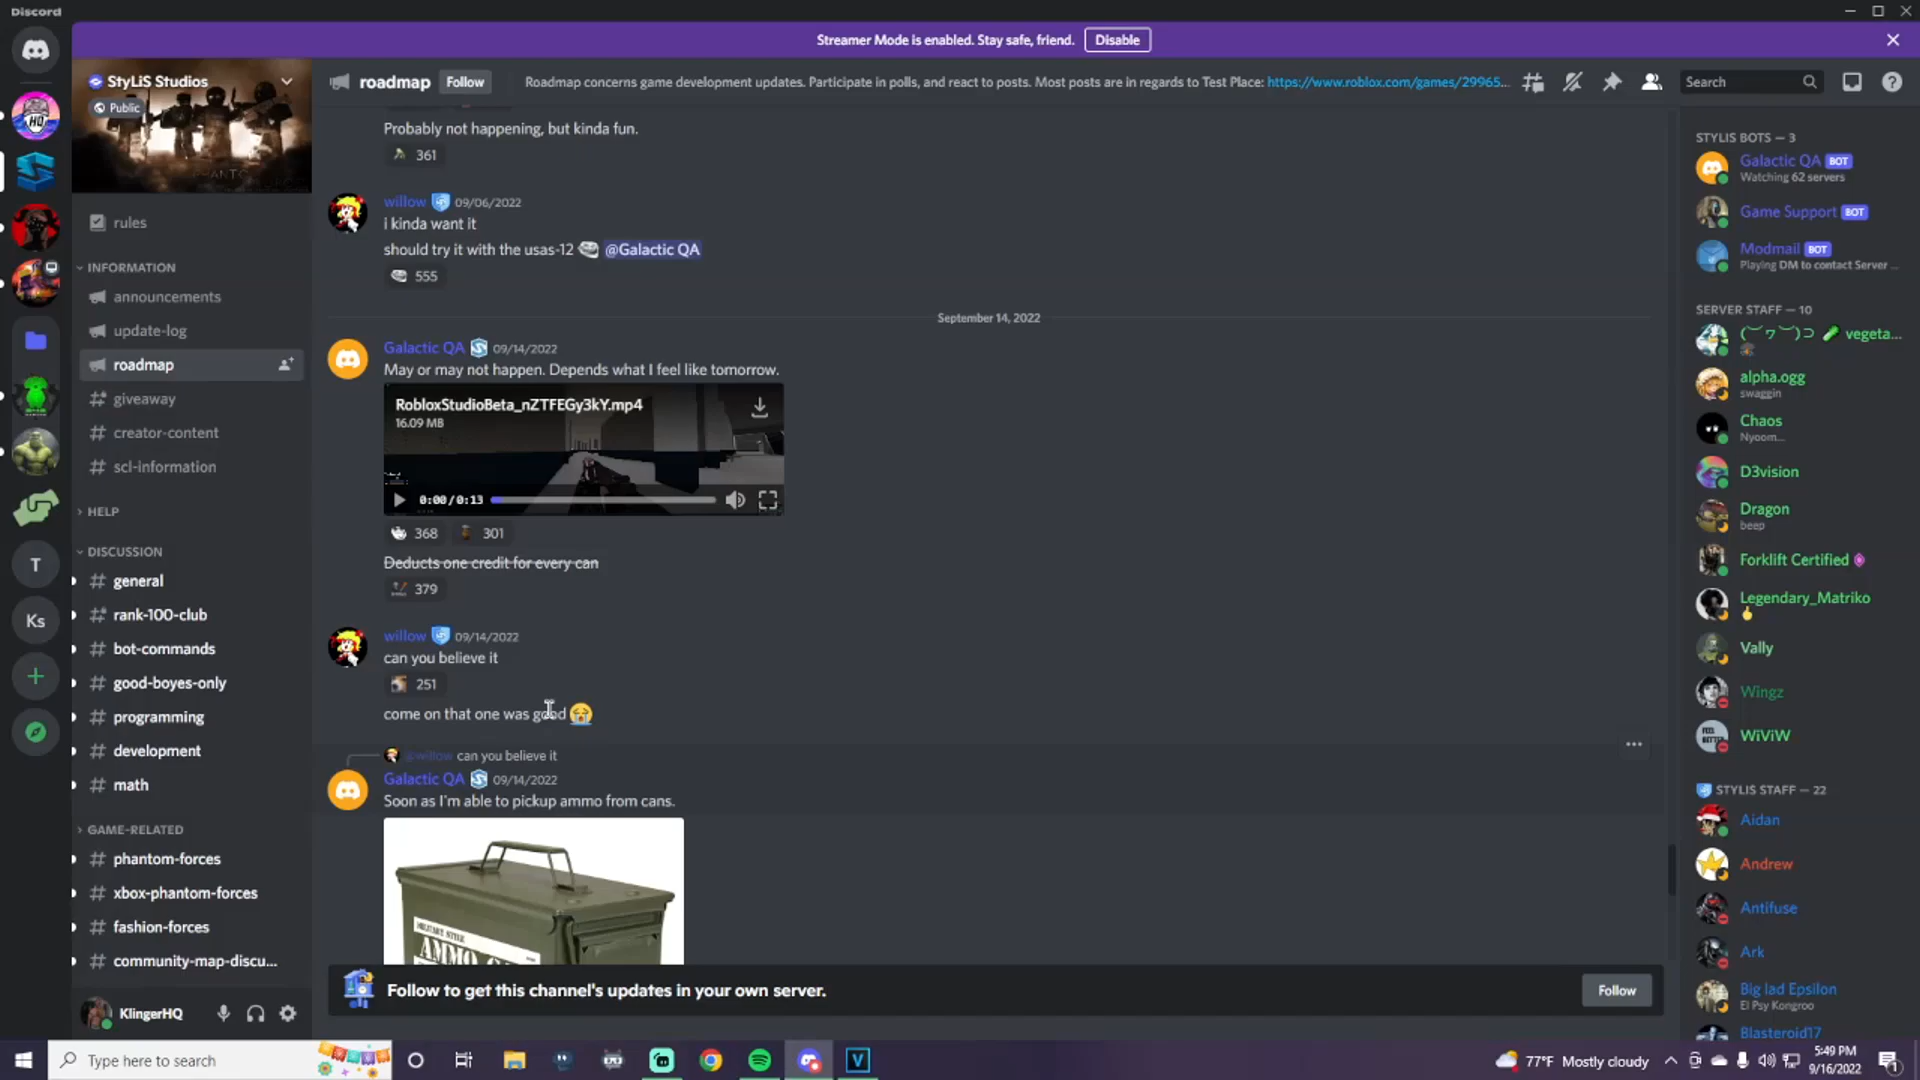 Discord
Streamer Mode is enabled. Stay safe, friend. Disable
StyLiS Studios
Public
PHANTO
rules
INFORMATION
announcements
update-log
roadmap
giveaway
creator-content
scl-information
HELP
DISCUSSION
general
rank-100-club
bot-commands
good-boyes-only
programming
development
math
GAME-RELATED
phantom-forces
xbox-phantom-forces
fashion-forces
community-map-discu...
KlingerHQ
HQ
T
Ks
roadmap Follow Roadmap concerns game development updates. Participate in polls, and react to posts. Most posts are in regards to Test Place: https://www.roblox.com/games/29965... Search
Probably not happening, but kinda fun.
361
willow 09/06/2022
i kinda want it
should try it with the usas-12 @Galactic QA
555
September 14, 2022
Galactic QA 09/14/2022
May or may not happen. Depends what I feel like tomorrow.
RobloxStudioBeta_nZTFEGy3kY.mp4
16.09 MB
0:00/0:13
368 301
Deducts one credit for every can
379
willow 09/14/2022
can you believe it
251
come on that one was good
@willow can you believe it
Galactic QA 09/14/2022
Soon as I'm able to pickup ammo from cans.
MILITARY STYLE
Follow to get this channel's updates in your own server. Follow
STYLIS BOTS — 3
Galactic QA BOT
Watching 62 servers
Game Support BOT
Modmail BOT
Playing DM to contact Server ...
SERVER STAFF — 10
vegeta...
alpha.ogg
swaggin
Chaos
Nyoom...
D3vision
Dragon
beep
Forklift Certified
Legendary_Matriko
Vally
Wingz
WiViW
STYLIS STAFF — 22
Aidan
Andrew
Antifuse
Ark
Big lad Epsilon
El Psy Kongroo
Blasteroid17
Type here to search
V
77°F Mostly cloudy
5:49 PM
9/16/2022
1